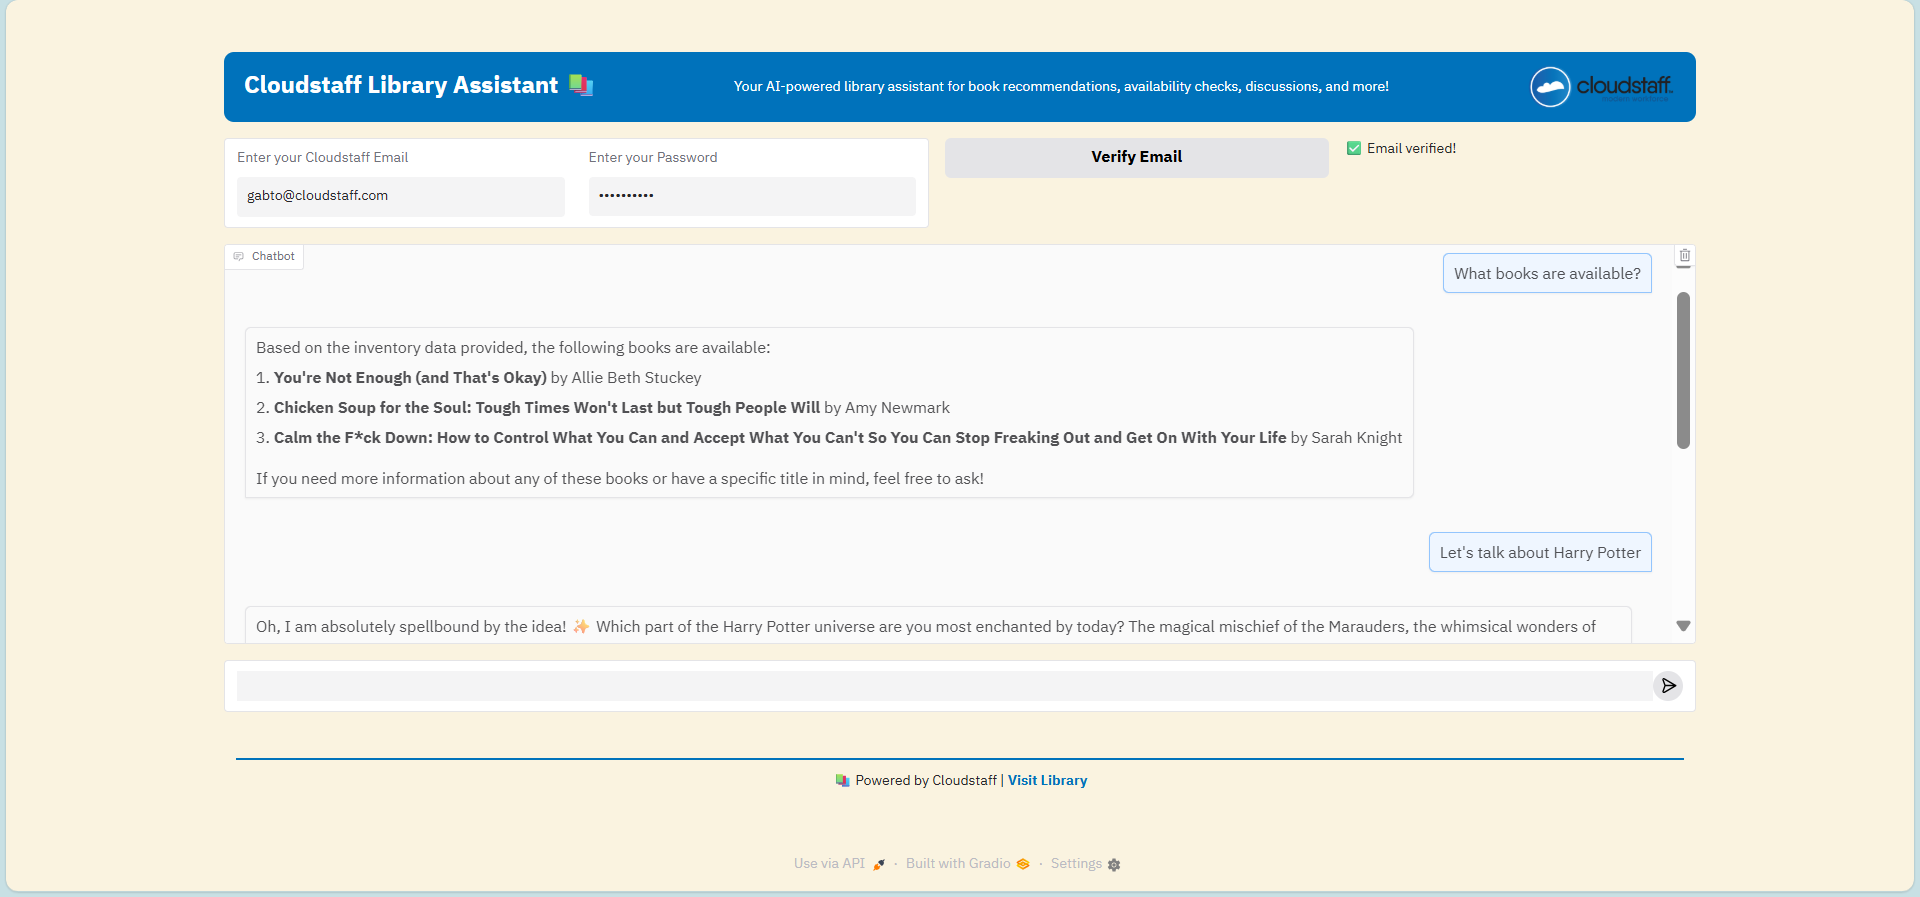 Cloudstaff Library Assistant
Your AI-powered library assistant for book recommendations, availability checks, discussions, and more!
cloudstaff
Enter your Cloudstaff Email
Enter your Password
Verify Email
Email verified!
gabto@cloudstaff.com
••••••••••
Chatbot
What books are available?
Based on the inventory data provided, the following books are available:
1. You're Not Enough (and That's Okay) by Allie Beth Stuckey
2. Chicken Soup for the Soul: Tough Times Won't Last but Tough People Will by Amy Newmark
3. Calm the F*ck Down: How to Control What You Can and Accept What You Can't So You Can Stop Freaking Out and Get On With Your Life by Sarah Knight
If you need more information about any of these books or have a specific title in mind, feel free to ask!
Let's talk about Harry Potter
Oh, I am absolutely spellbound by the idea! ✨ Which part of the Harry Potter universe are you most enchanted by today? The magical mischief of the Marauders, the whimsical wonders of
Powered by Cloudstaff | Visit Library
Use via API · Built with Gradio · Settings